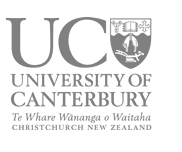 UC
UNIVERSITY OF
CANTERBURY
Te Whare Wānanga o Waitaha
CHRISTCHURCH NEW ZEALAND